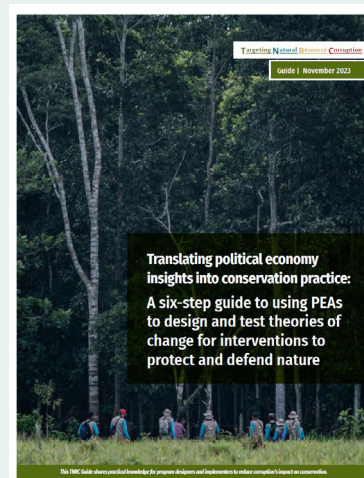 Targeting Natural Resource Corruption
Guide | November 2023
Translating political economy
insights into conservation practice:
A six-step guide to using PEAs
to design and test theories of
change for interventions to
protect and defend nature
This TNRC Guide shares practical knowledge for program designers and implementers to reduce corruption's impact on conservation.